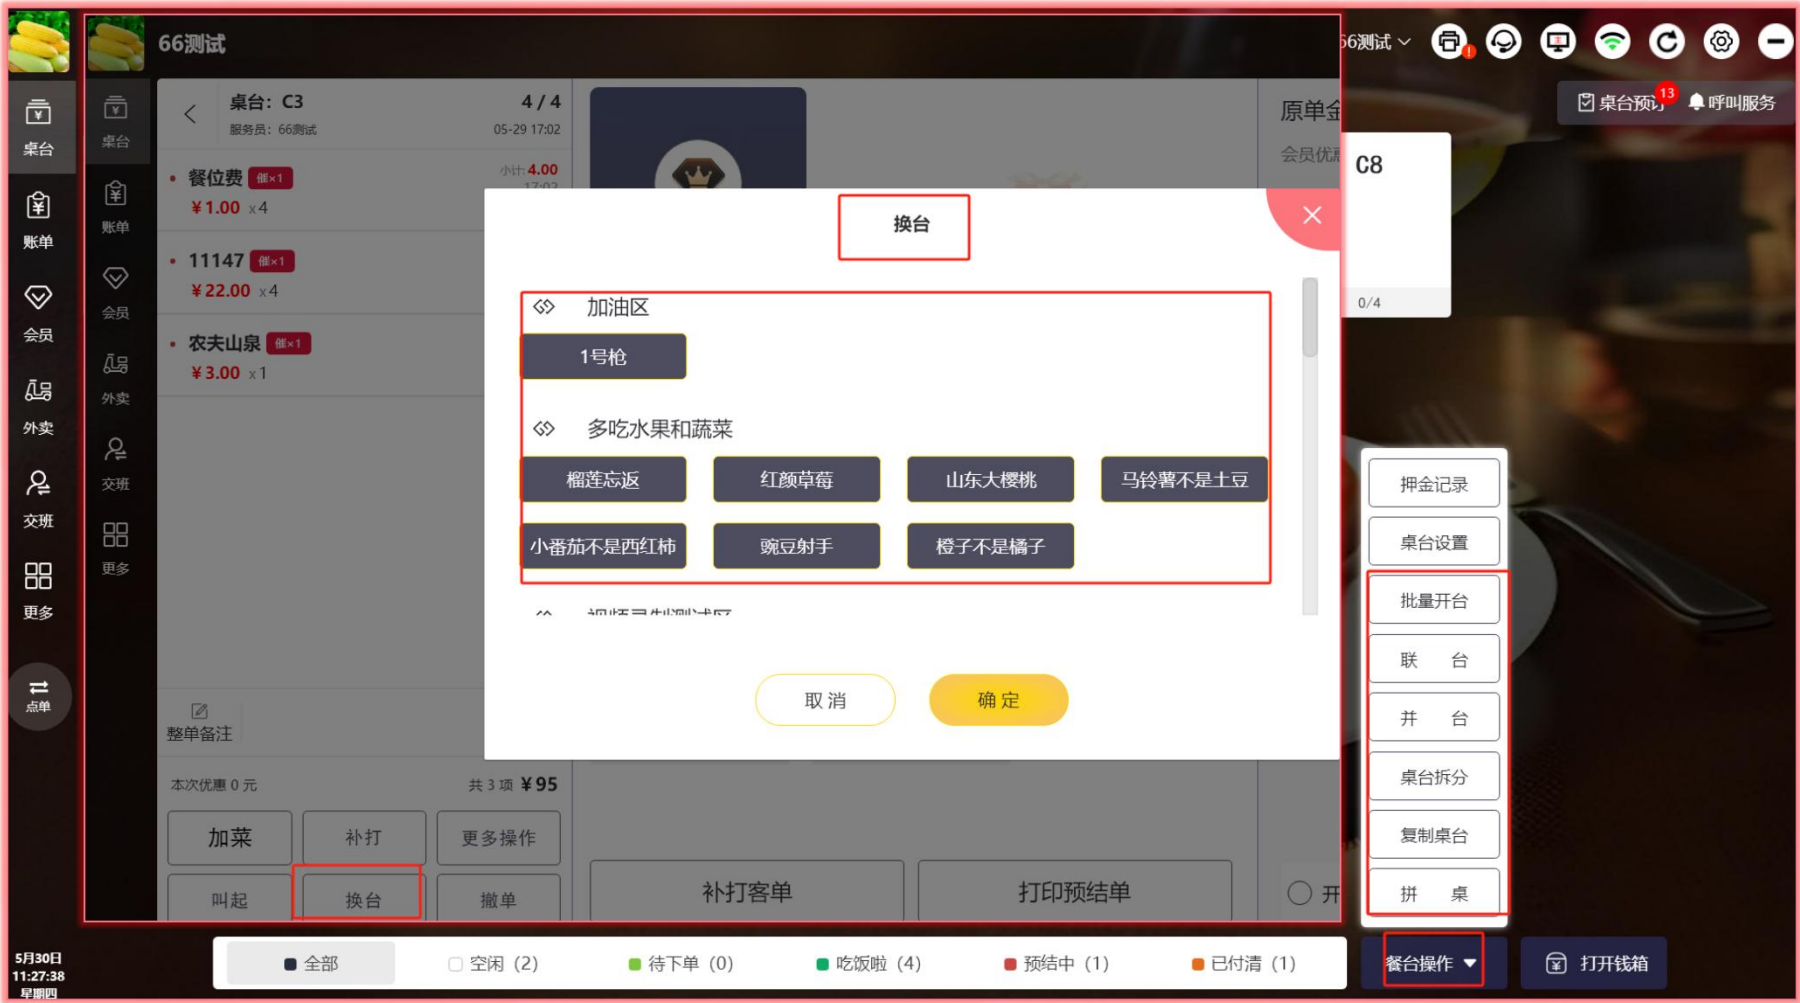 66测试
66测试
桌台预订 13
呼叫服务
桌台
账单
会员
外卖
交班
更多
点单
5月30日
11:27:38
星期四
桌台
账单
会员
外卖
交班
更多
桌台：C3
4 / 4
服务员：66测试
05-29 17:02
餐位费 催×1
小计: 4.00
¥1.00 x4
17:02
11147 催×1
¥22.00 x4
农夫山泉 催×1
¥3.00 x1
整单备注
本次优惠 0 元
共 3 项 ¥95
加菜
补打
更多操作
叫起
换台
撤单
补打客单
打印预结单
开
原单金
会员优惠
换台
加油区
1号枪
多吃水果和蔬菜
榴莲忘返
红颜草莓
山东大樱桃
马铃薯不是土豆
小番茄不是西红柿
豌豆射手
橙子不是橘子
视频录制测试区
取消
确定
C8
0/4
押金记录
桌台设置
批量开台
联 台
并 台
桌台拆分
复制桌台
拼 桌
全部
空闲（2）
待下单（0）
吃饭啦（4）
预结中（1）
已付清（1）
餐台操作
打开钱箱